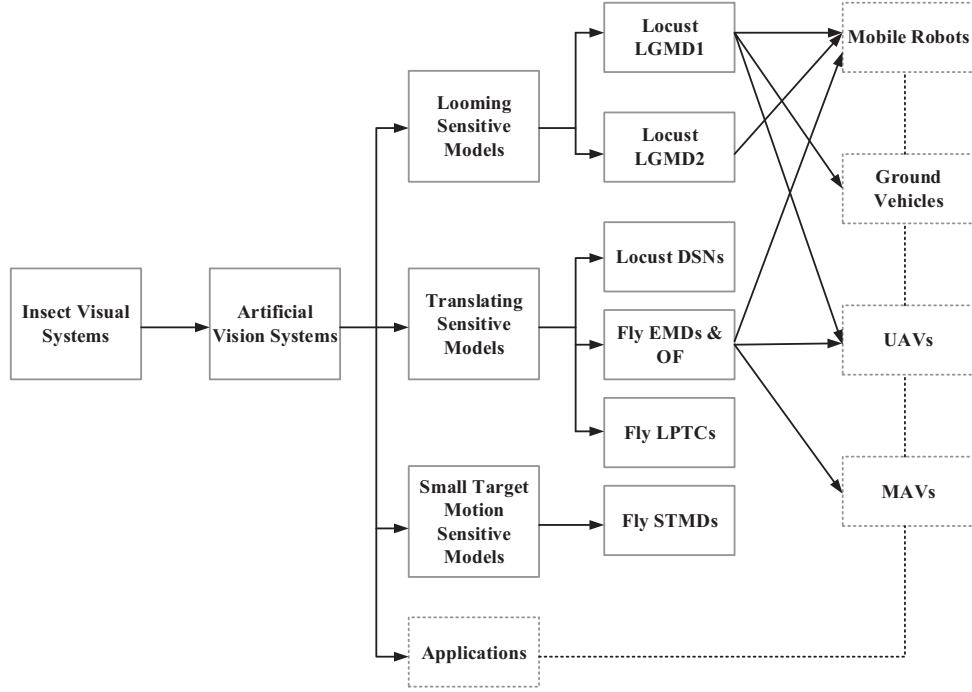 Insect Visual
Systems
Artificial
Vision Systems
Looming
Sensitive
Models
Translating
Sensitive
Models
Small Target
Motion
Sensitive
Models
Applications
Locust
LGMD1
Locust
LGMD2
Locust DSNs
Fly EMDs &
OF
Fly LPTCs
Fly STMDs
Mobile Robots
Ground
Vehicles
UAVs
MAVs